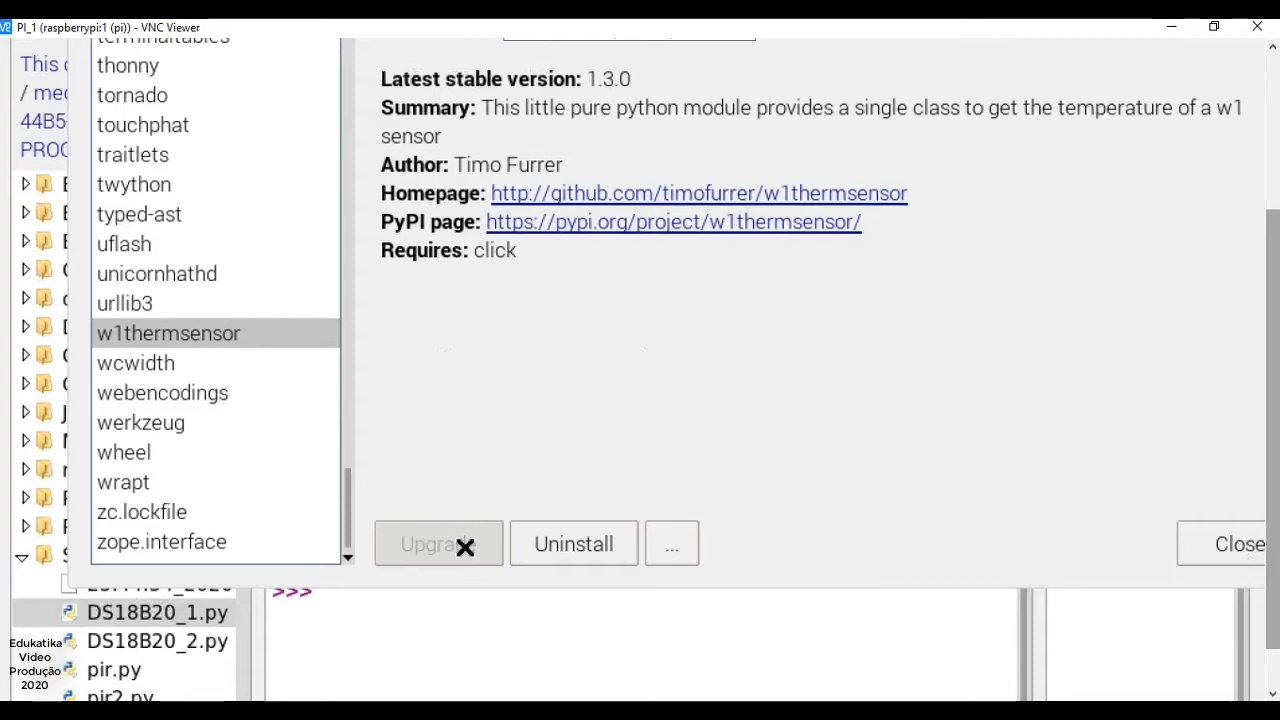 PI_1 (raspberrypi:1 (pi)) - VNC Viewer
This
/
44B5
terminaltables
thonny
tornado
touchphat
traitlets
twython
typed-ast
uflash
unicornhathd
urllib3
w1thermsensor
wcwidth
webencodings
werkzeug
wheel
wrapt
zc.lockfile
zope.interface
Latest stable version: 1.3.0
Summary: This little pure python module provides a single class to get the temperature of a w1
sensor
Author: Timo Furrer
Homepage: http://github.com/timofurrer/w1thermsensor
PyPI page: https://pypi.org/project/w1thermsensor/
Requires: click
Uninstall
...
Close
>>>
DS18B20_1.py
DS18B20_2.py
pir.py
pir2.py
Edukatika
Video
Produção
2020